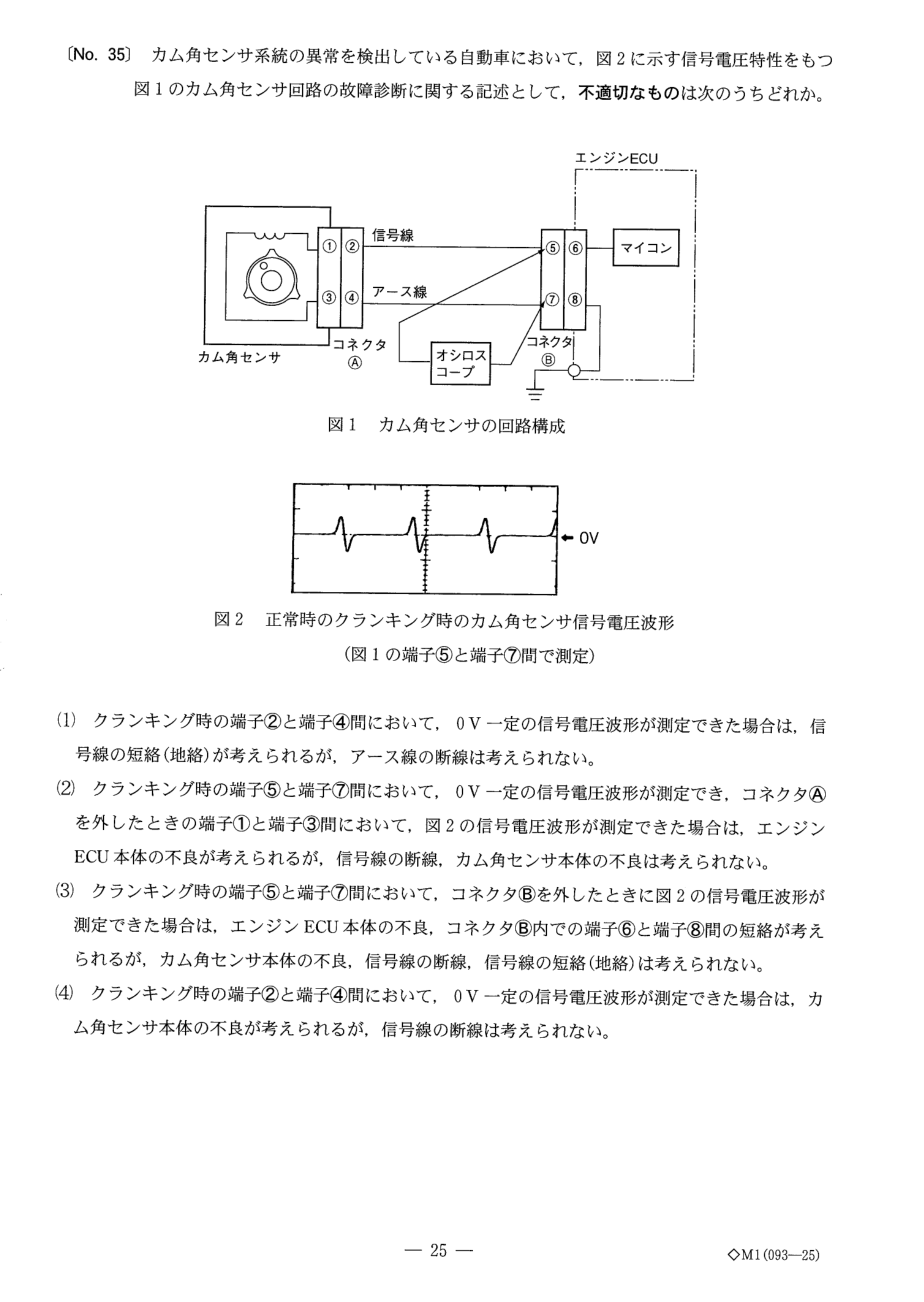 〔No. 35〕 カム角センサ系統の異常を検出している自動車において，図2に示す信号電圧特性をもつ
図1のカム角センサ回路の故障診断に関する記述として，不適切なものは次のうちどれか。
エンジンECU
信号線
① ②
⑤ ⑥
マイコン
アース線
③ ④
⑦ ⑧
カム角センサ
コネクタ
Ⓐ
オシロス
コープ
コネクタ
Ⓑ
図1 カム角センサの回路構成
0V
図2 正常時のクランキング時のカム角センサ信号電圧波形
(図1の端子⑤と端子⑦間で測定)
⑴ クランキング時の端子②と端子④間において，0V一定の信号電圧波形が測定できた場合は，信
号線の短絡(地絡)が考えられるが，アース線の断線は考えられない。
⑵ クランキング時の端子⑤と端子⑦間において，0V一定の信号電圧波形が測定でき，コネクタⒶ
を外したときの端子①と端子③間において，図2の信号電圧波形が測定できた場合は，エンジン
ECU本体の不良が考えられるが，信号線の断線，カム角センサ本体の不良は考えられない。
⑶ クランキング時の端子⑤と端子⑦間において，コネクタⒷを外したときに図2の信号電圧波形が
測定できた場合は，エンジンECU本体の不良，コネクタⒷ内での端子⑥と端子⑧間の短絡が考え
られるが，カム角センサ本体の不良，信号線の断線，信号線の短絡(地絡)は考えられない。
⑷ クランキング時の端子②と端子④間において，0V一定の信号電圧波形が測定できた場合は，カ
ム角センサ本体の不良が考えられるが，信号線の断線は考えられない。
— 25 —
◇M1(093—25)